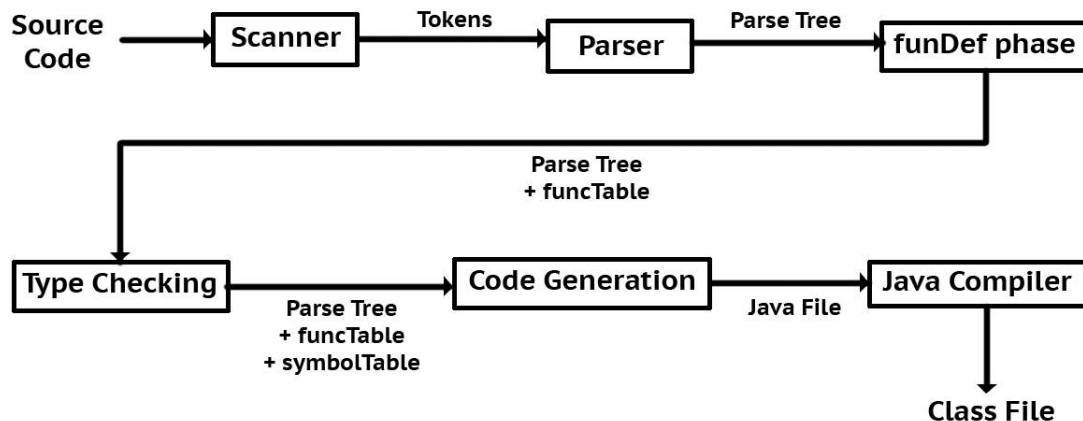 Source
Code
Scanner
Tokens
Parser
Parse Tree
funDef phase
Parse Tree
+ funcTable
Type Checking
Parse Tree
+ funcTable
+ symbolTable
Code Generation
Java File
Java Compiler
Class File